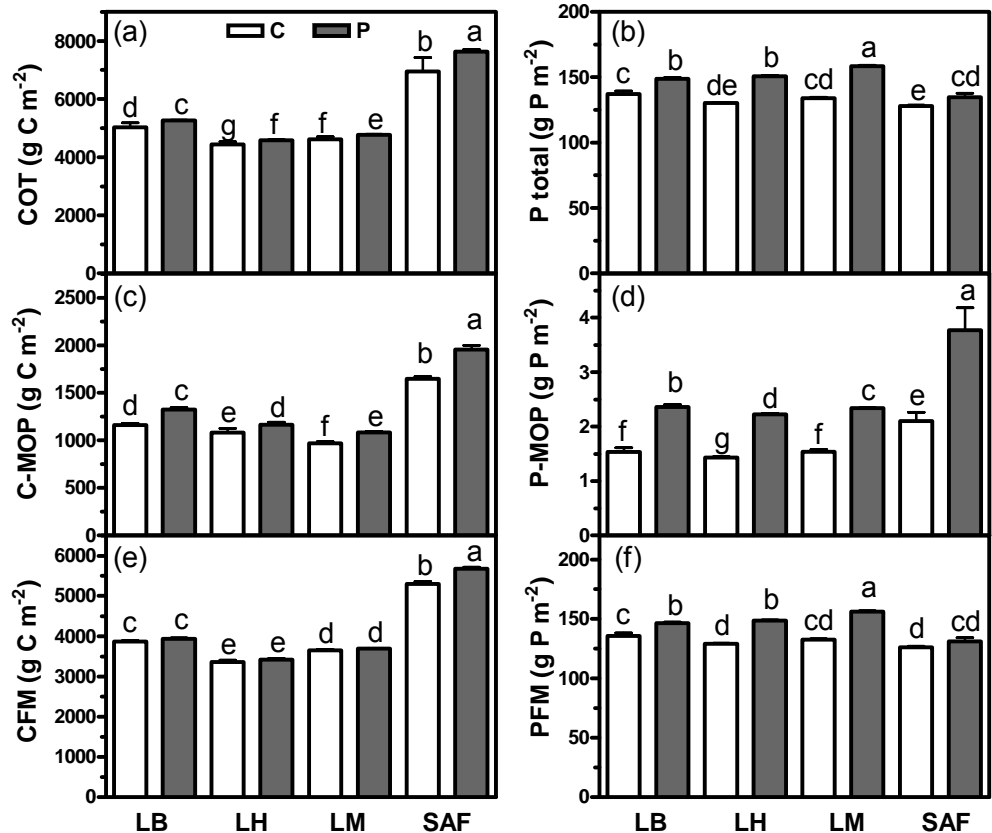 (a)
C P
COT (g C m-2)
8000
6000
4000
2000
0
d c g f f e b a
(b)
P total (g P m-2)
200
150
100
50
0
c b de b cd a e cd
(c)
C-MOP (g C m-2)
2500
2000
1500
1000
500
0
d c e d f e b a
(d)
P-MOP (g P m-2)
4
3
2
1
0
f b g d f c e a
(e)
CFM (g C m-2)
6000
5000
4000
3000
2000
1000
0
c c e e d d b a
LB LH LM SAF
(f)
PFM (g P m-2)
200
150
100
50
0
c b d b cd a d cd
LB LH LM SAF